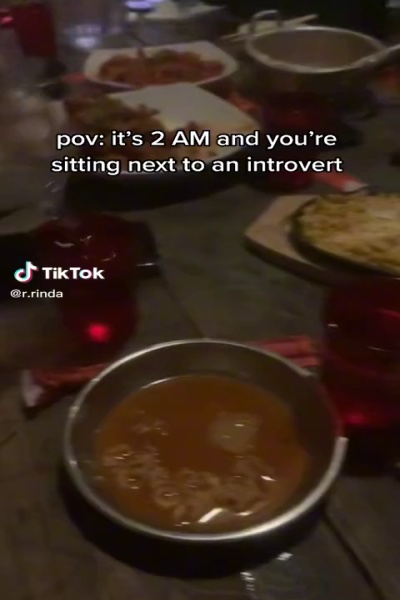 pov: it's 2 AM and you're
sitting next to an introvert
TikTok
@r.rinda